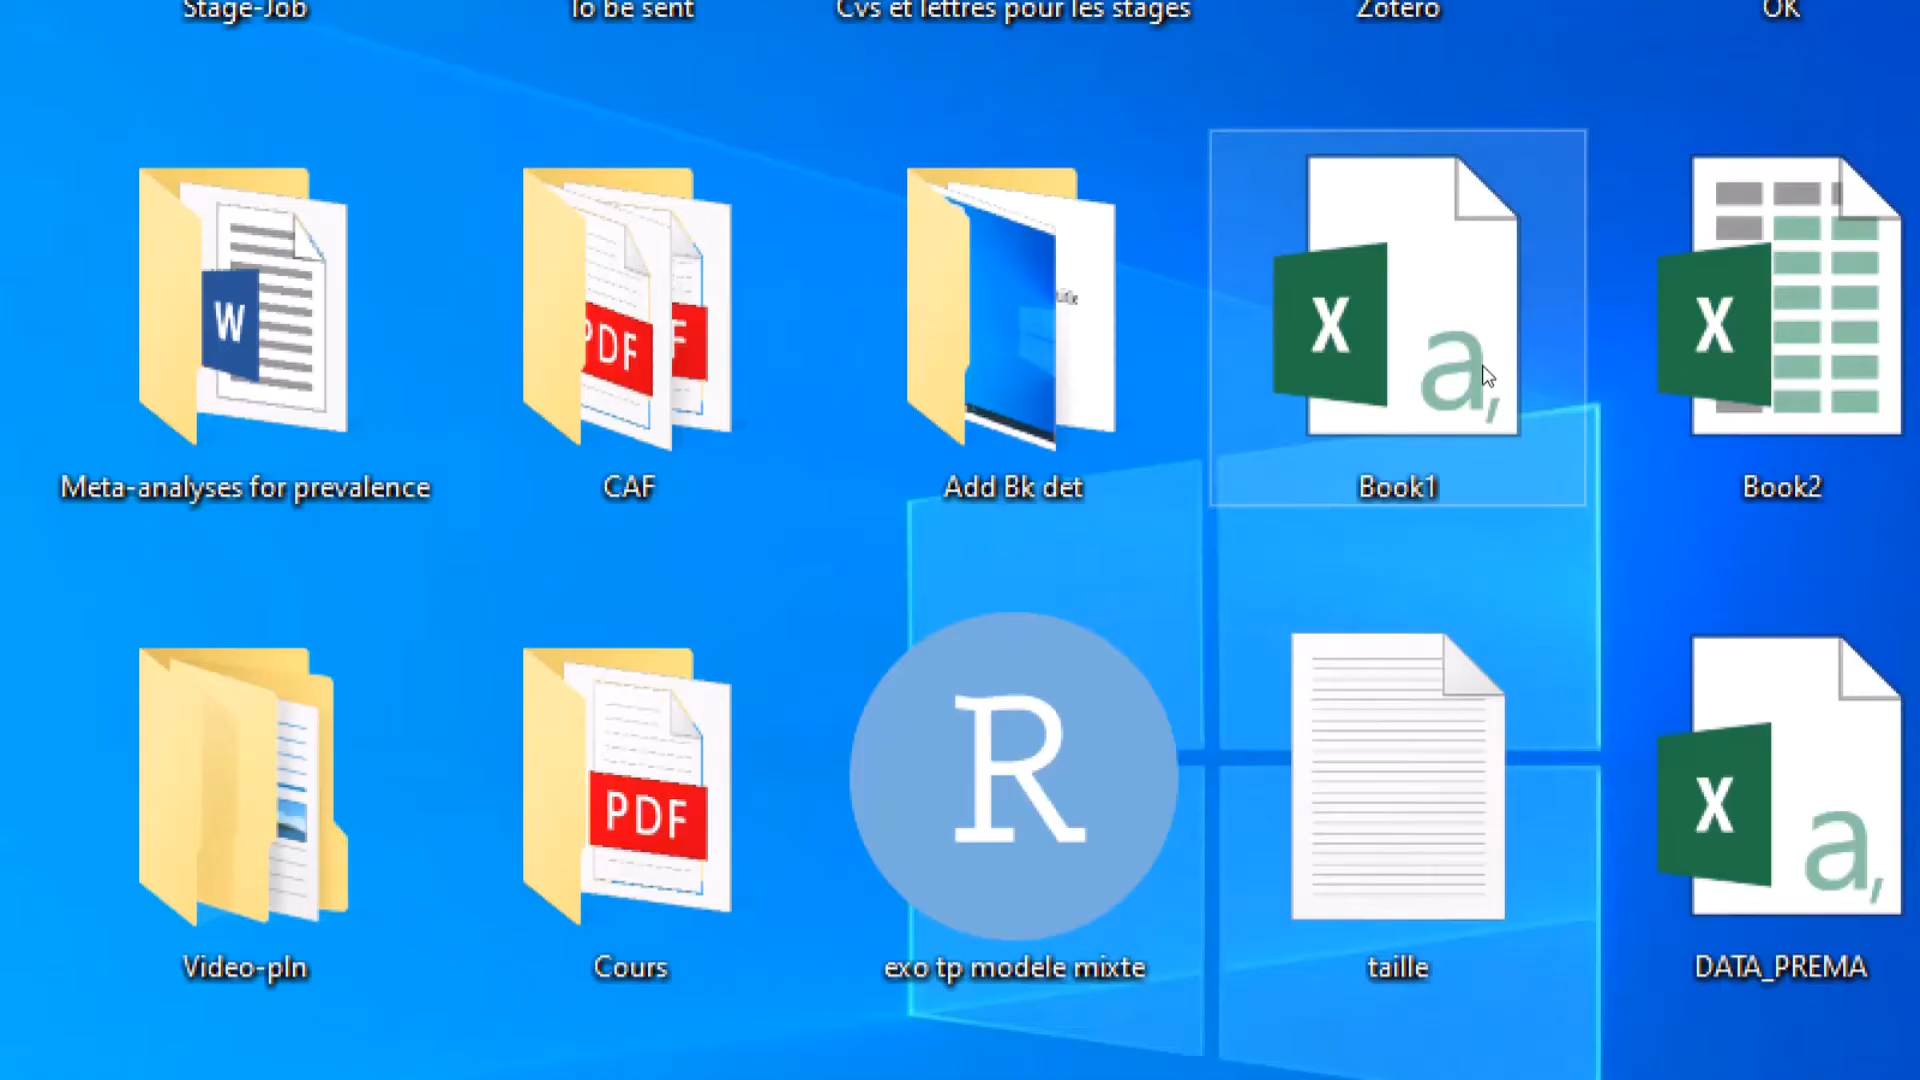 Stage-Job
To be sent
Cvs et lettres pour les stages
Zotero
OK
W
PDF
F
X
a,
X
Meta-analyses for prevalence
CAF
Add Bk det
Book1
Book2
PDF
R
X
a,
Video-pln
Cours
exo tp modele mixte
taille
DATA_PREMA